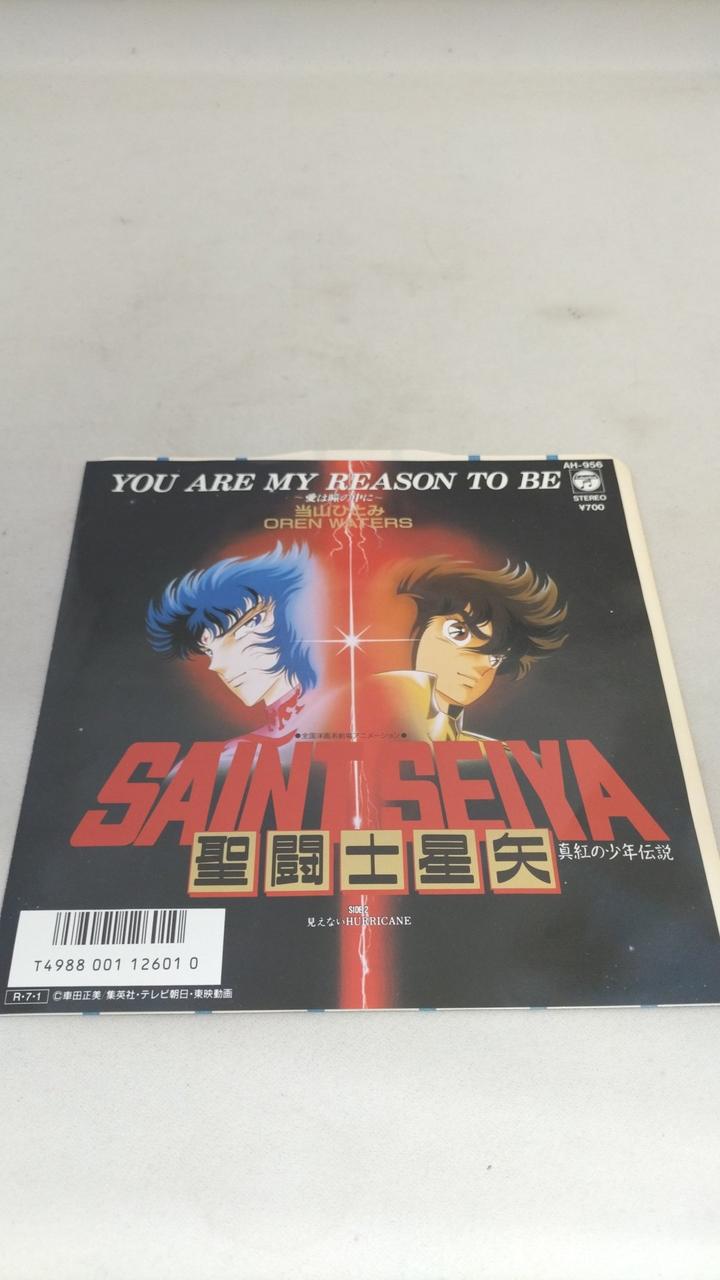 AH-956
YOU ARE MY REASON TO BE
～愛は瞳の中に～
STEREO
¥700
当山ひとみ
OREN WATERS
●全国洋画系劇場アニメーション●
SAINT SEIYA
聖闘士星矢
真紅の少年伝説
SIDE 2
見えないHURRICANE
T4988 001 12601 0
R・7・1 ©車田正美/集英社・テレビ朝日・東映動画